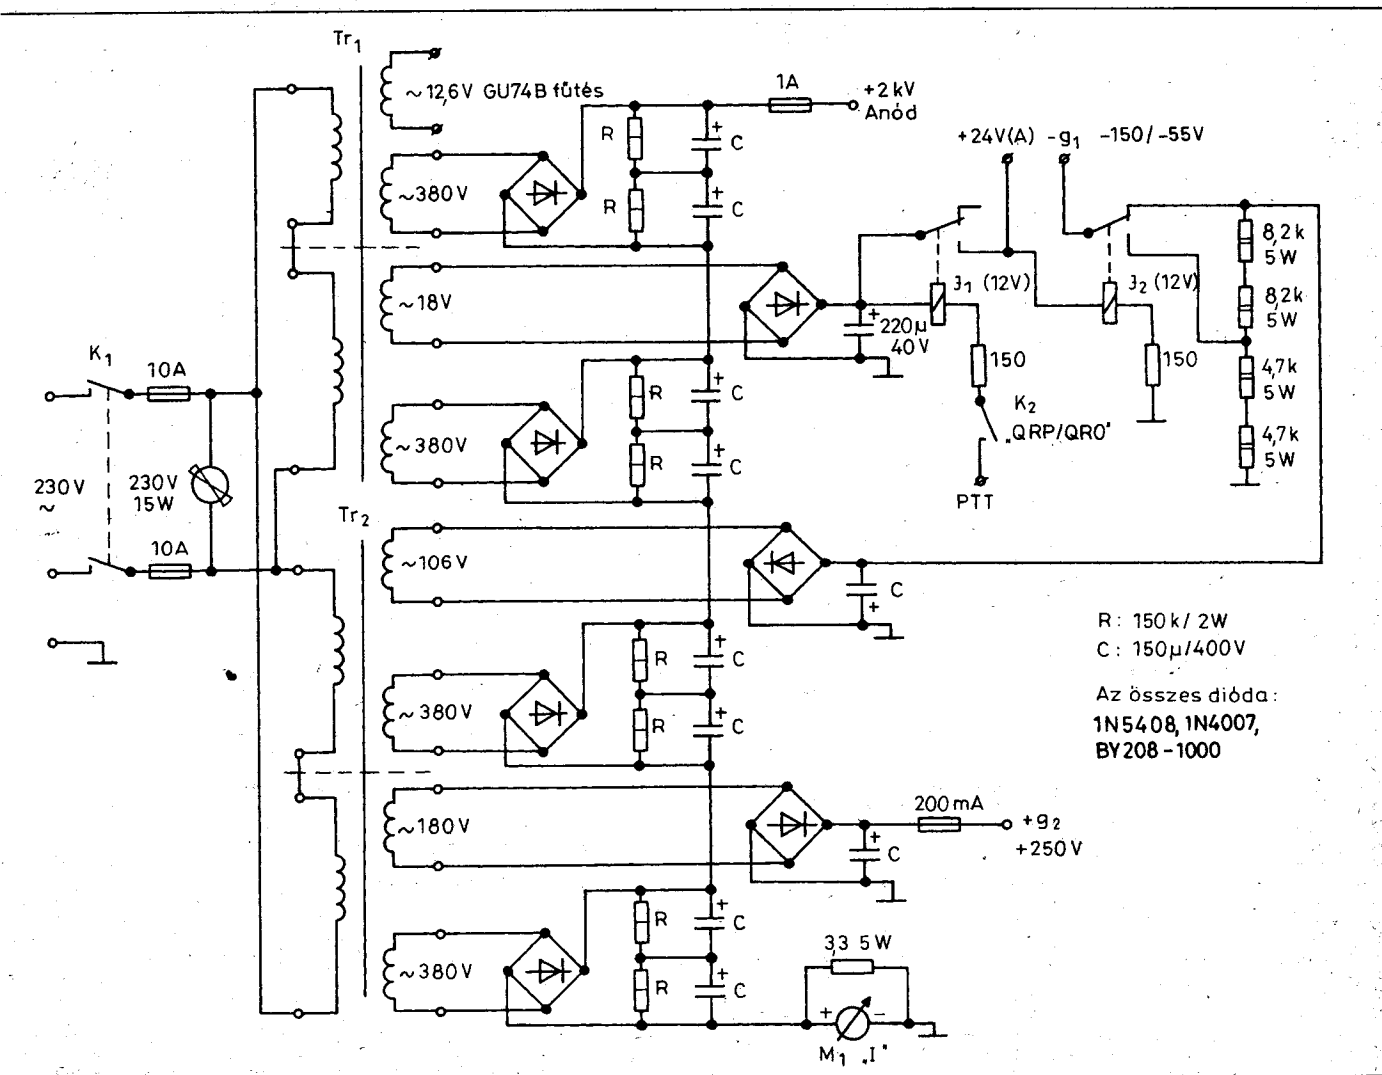 Tr1
~12,6V GU74B fűtés
1A
+2kV
Anód
R
C
+
~380V
R
+
C
+24V(A) -g1 -150/-55V
8,2k
5W
~18V
+
220µ
40V
J1 (12V)
J2 (12V)
8,2k
5W
K1
10A
150
150
4,7k
5W
R
+
C
K2
„QRP/QRO"
~380V
R
+
C
4,7k
5W
230V
~
230V
15W
PTT
Tr2
10A
~106V
C
+
R: 150k/2W
C: 150µ/400V
R
+
C
Az összes dióda:
1N5408, 1N4007,
BY208-1000
~380V
R
+
C
~180V
200mA
+g2
+250V
+
C
R
+
C
3,3 5W
~380V
R
+
C
+ -
M1 „I"